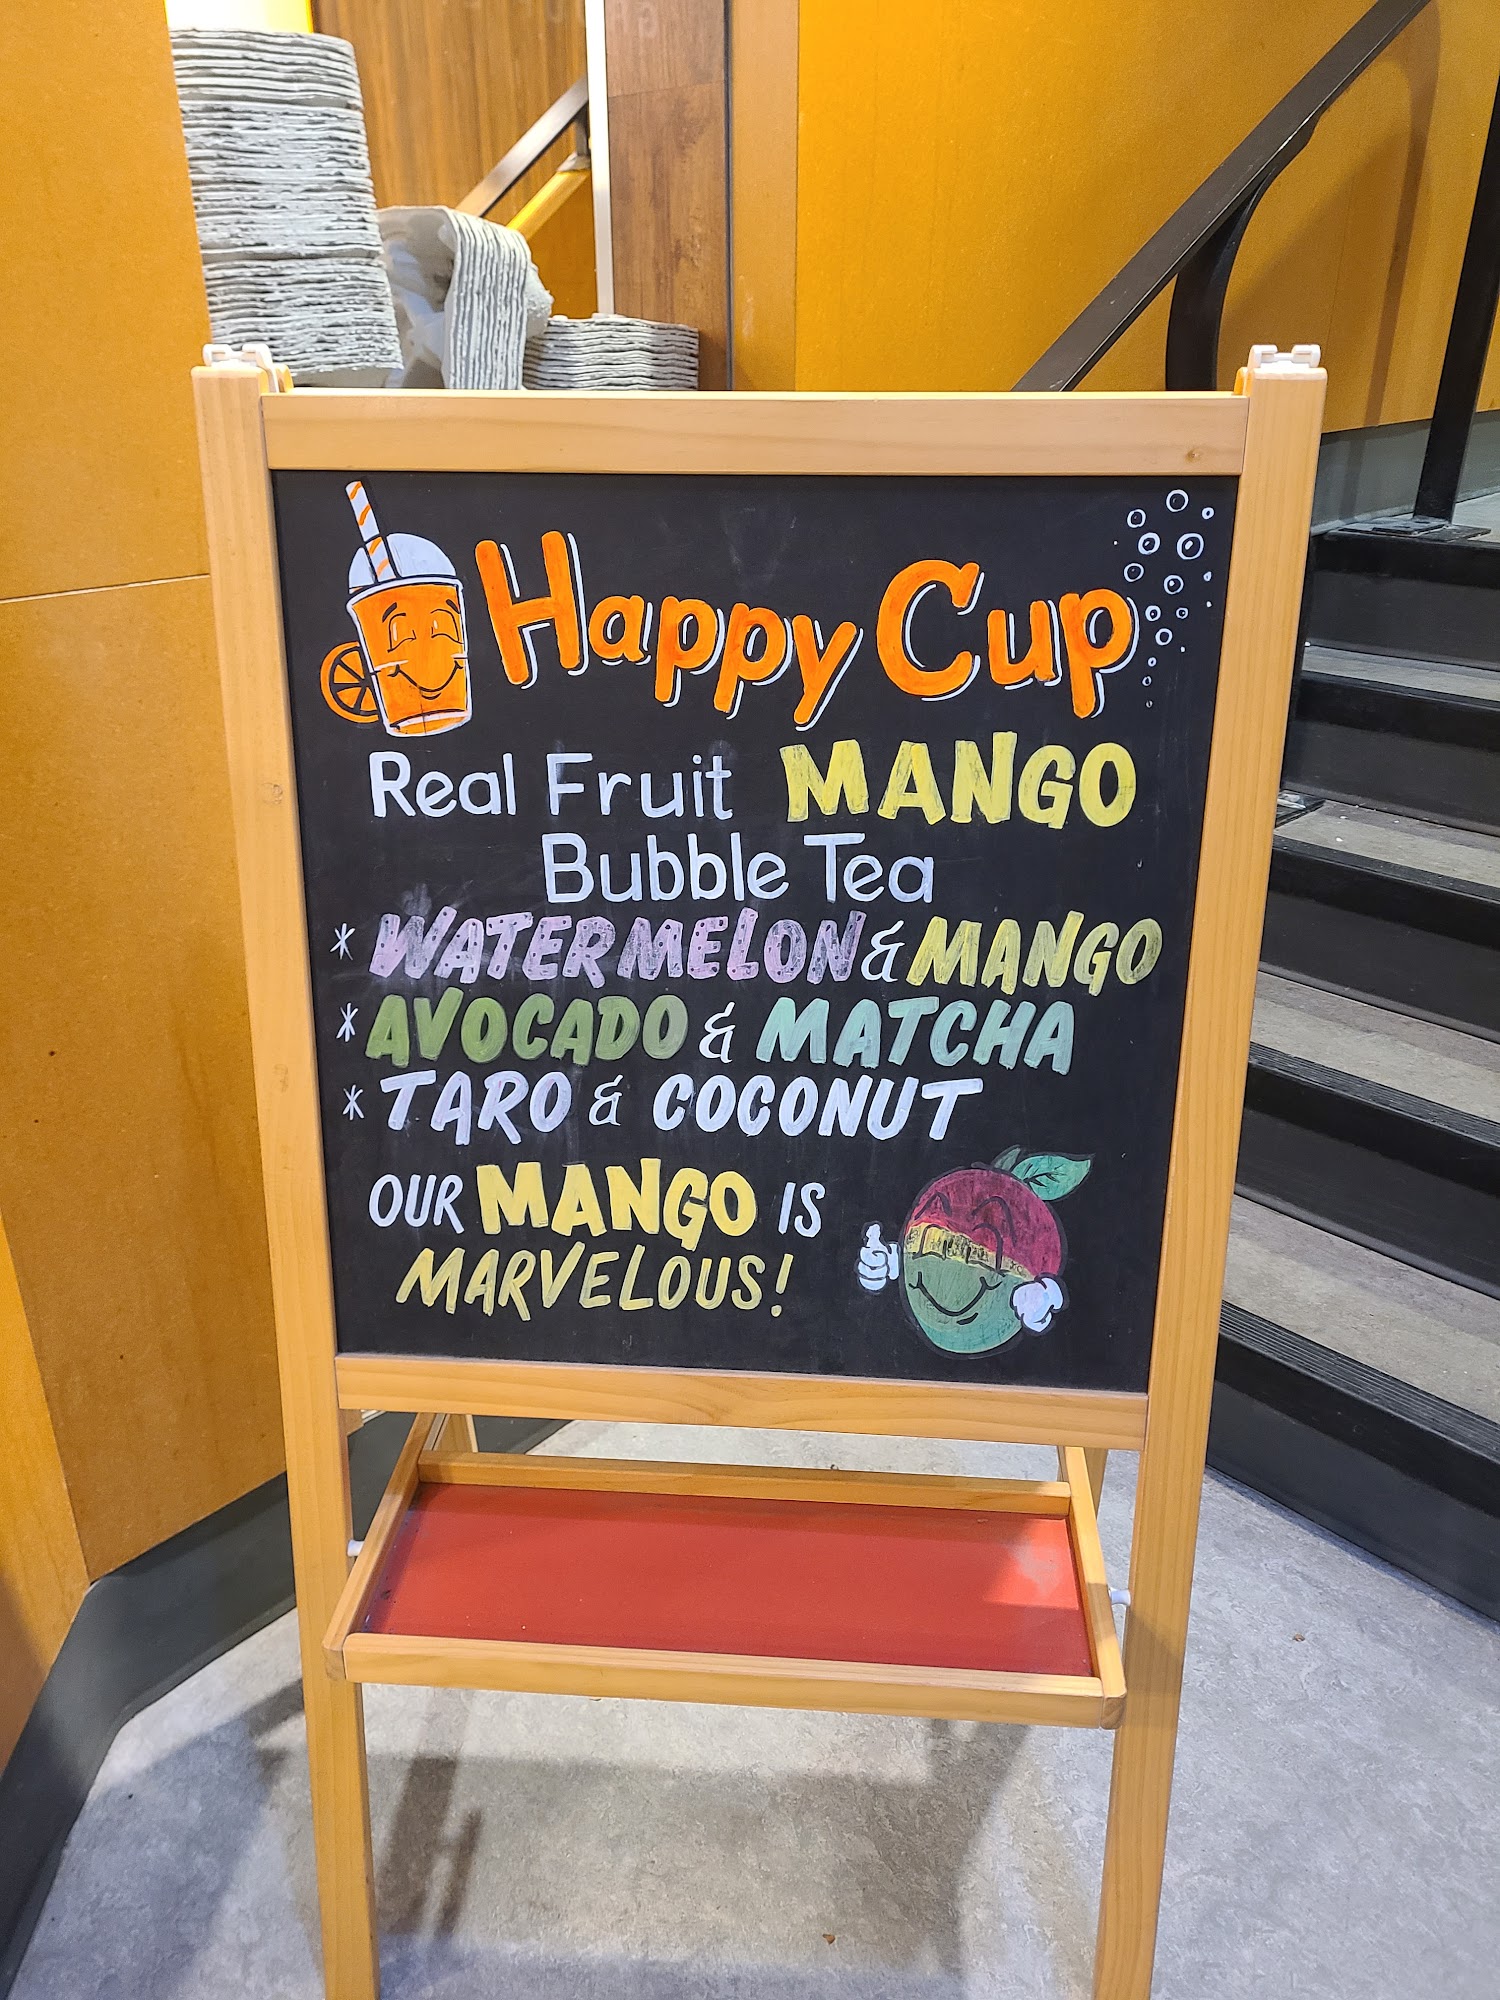 Happy Cup
Real Fruit MANGO
Bubble Tea
* WATERMELON & MANGO
* AVOCADO & MATCHA
* TARO & COCONUT
OUR MANGO IS
MARVELOUS!